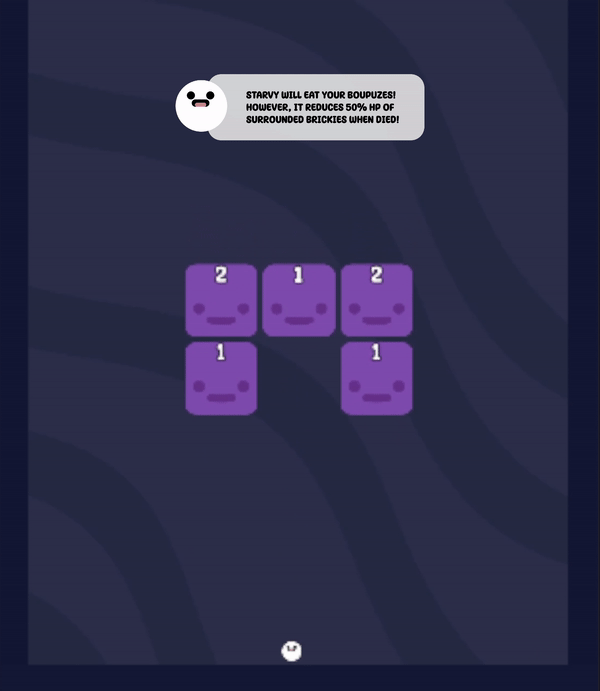 STARVY WILL EAT YOUR BOUPUZES!
HOWEVER, IT REDUCES 50% HP OF
SURROUNDED BRICKIES WHEN DIED!
2 1 2
1 1